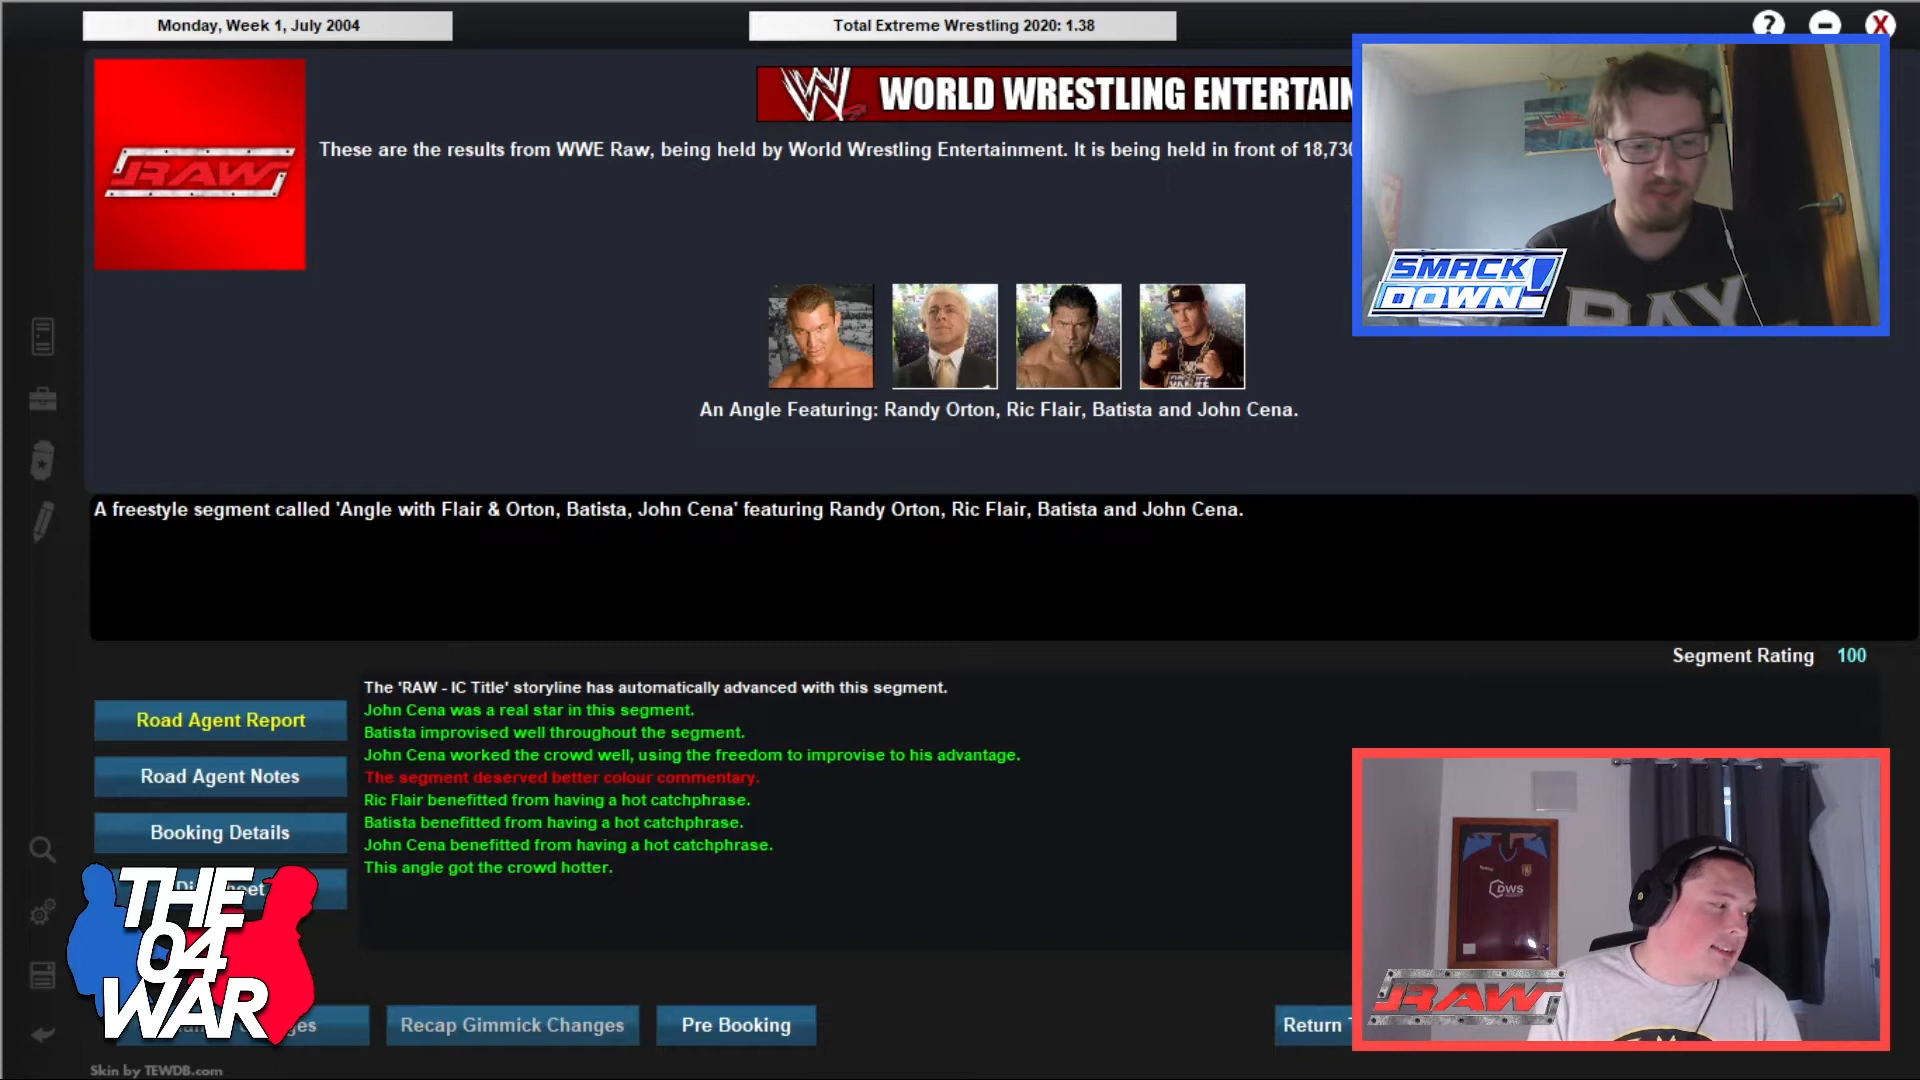 Monday, Week 1, July 2004
Total Extreme Wrestling 2020: 1.38
?
X
RAW
W WORLD WRESTLING ENTERTAIN
These are the results from WWE Raw, being held by World Wrestling Entertainment. It is being held in front of 18,730
SMACK
DOWN!
RAY
An Angle Featuring: Randy Orton, Ric Flair, Batista and John Cena.
A freestyle segment called 'Angle with Flair & Orton, Batista, John Cena' featuring Randy Orton, Ric Flair, Batista and John Cena.
Segment Rating 100
The 'RAW - IC Title' storyline has automatically advanced with this segment.
John Cena was a real star in this segment.
Batista improvised well throughout the segment.
John Cena worked the crowd well, using the freedom to improvise to his advantage.
The segment deserved better colour commentary.
Ric Flair benefitted from having a hot catchphrase.
Batista benefitted from having a hot catchphrase.
John Cena benefitted from having a hot catchphrase.
This angle got the crowd hotter.
Road Agent Report
Road Agent Notes
Booking Details
THE
04
WAR
DWS
RAW
Recap Gimmick Changes
Pre Booking
Return
Skin by TEWDB.com